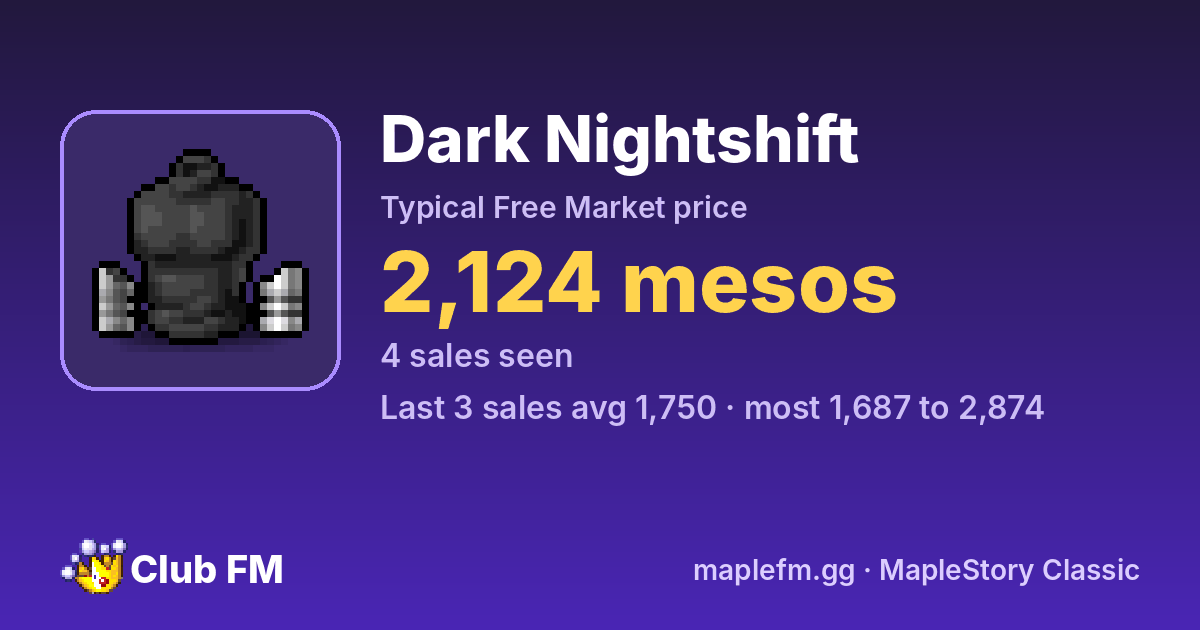 Dark Nightshift
Typical Free Market price
2,124 mesos
4 sales seen
Last 3 sales avg 1,750 · most 1,687 to 2,874
Club FM
maplefm.gg · MapleStory Classic